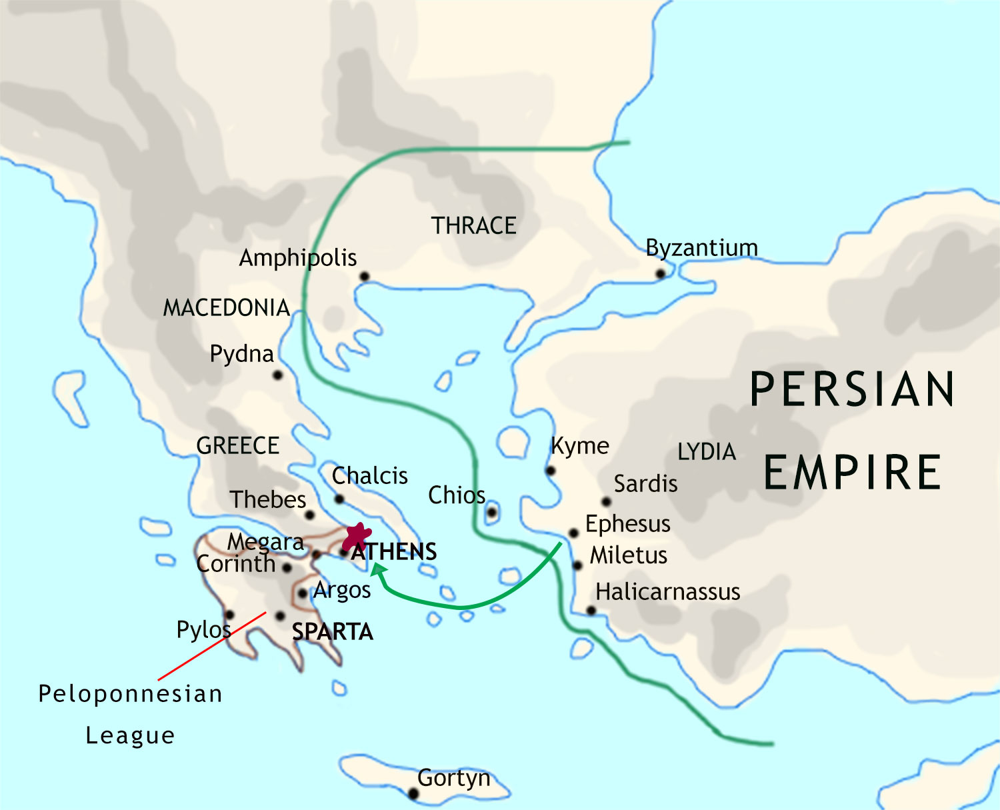 THRACE
Byzantium
Amphipolis
MACEDONIA
Pydna
PERSIAN
EMPIRE
GREECE
Kyme
LYDIA
Chalcis
Sardis
Thebes
Chios
Ephesus
Megara
ATHENS
Miletus
Corinth
Argos
Halicarnassus
Pylos
SPARTA
Peloponnesian
League
Gortyn